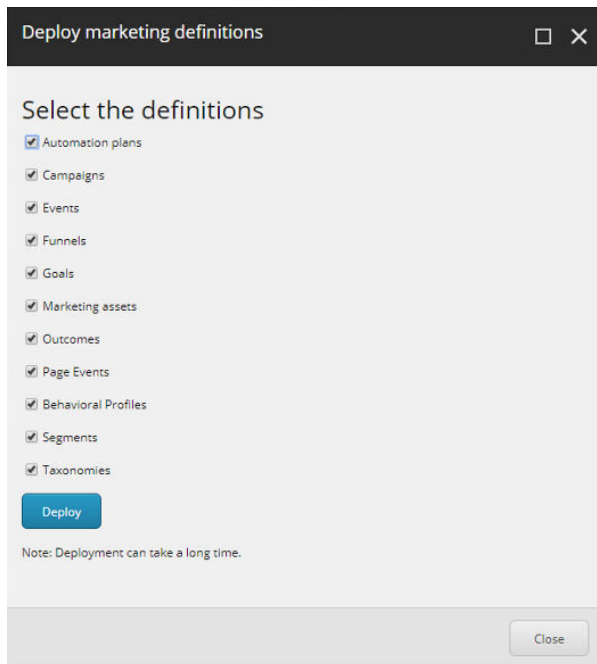 Deploy marketing definitions
Select the definitions
Automation plans
Campaigns
Events
Funnels
Goals
Marketing assets
Outcomes
Page Events
Behavioral Profiles
Segments
Taxonomies
Deploy
Note: Deployment can take a long time.
Close